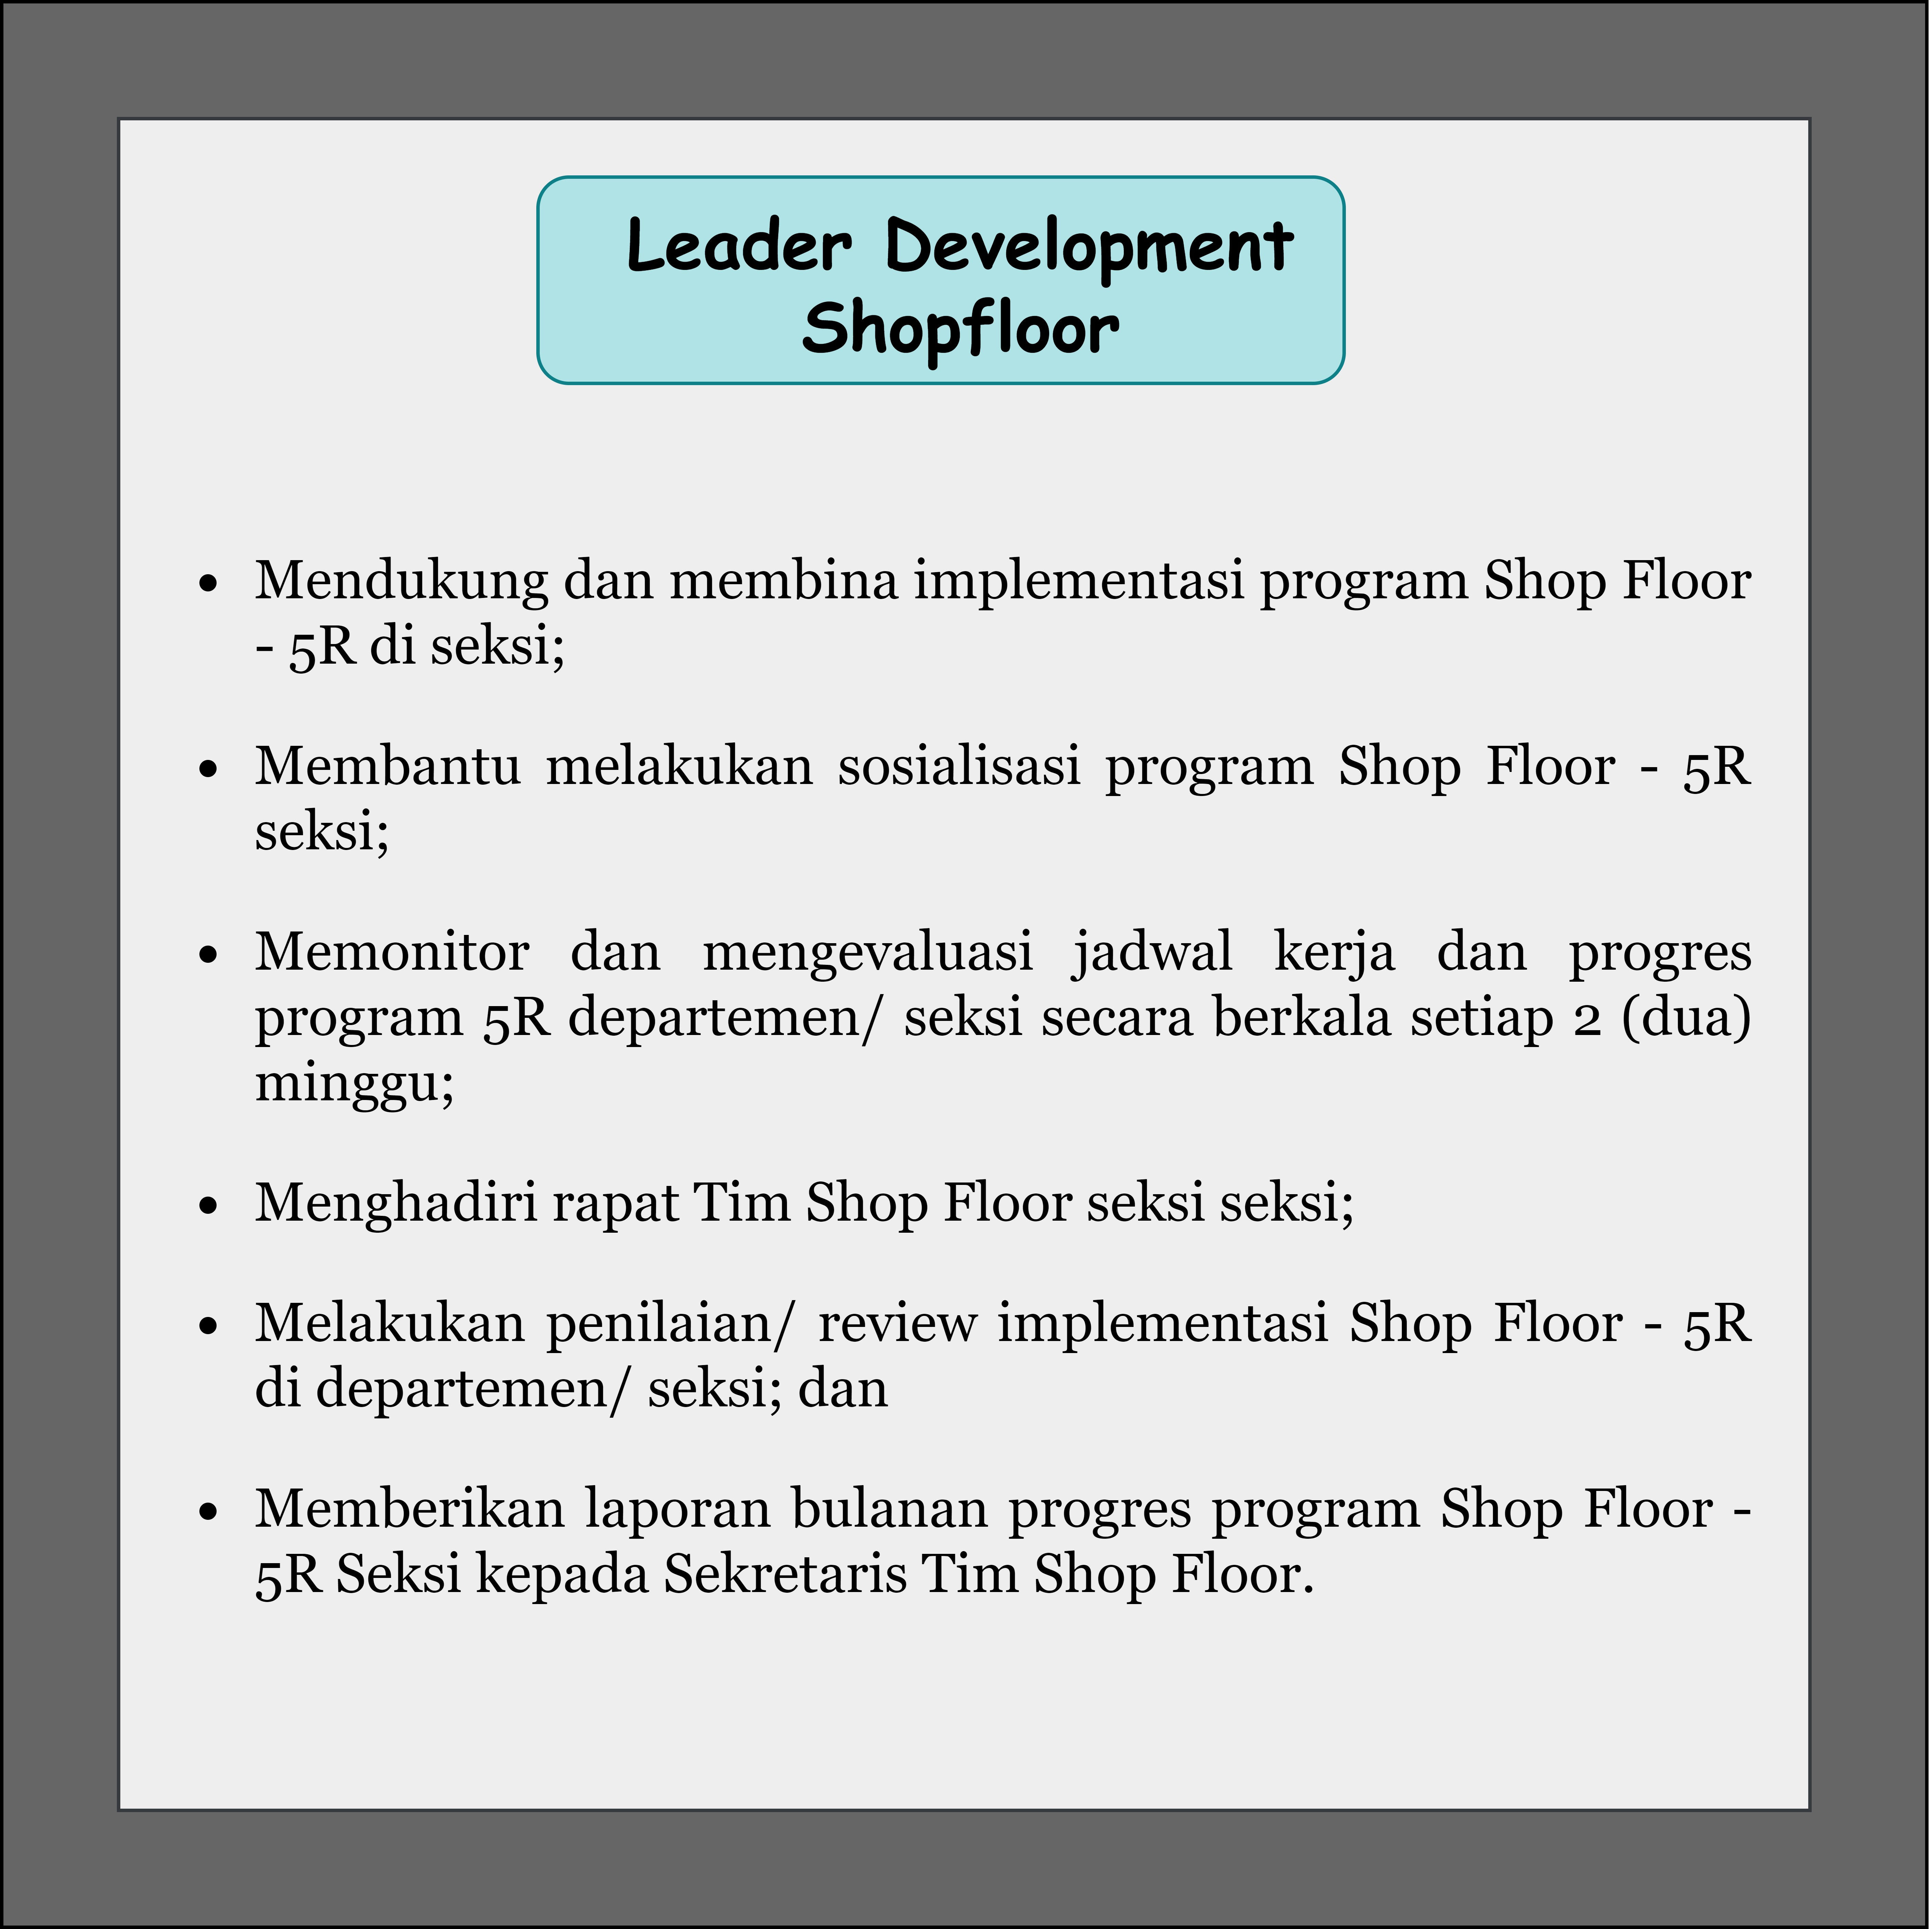 Leader Development
Shopfloor
• Mendukung dan membina implementasi program Shop Floor
- 5R di seksi;
• Membantu melakukan sosialisasi program Shop Floor - 5R
seksi;
• Memonitor dan mengevaluasi jadwal kerja dan progres
program 5R departemen/ seksi secara berkala setiap 2 (dua)
minggu;
• Menghadiri rapat Tim Shop Floor seksi seksi;
• Melakukan penilaian/ review implementasi Shop Floor - 5R
di departemen/ seksi; dan
• Memberikan laporan bulanan progres program Shop Floor -
5R Seksi kepada Sekretaris Tim Shop Floor.